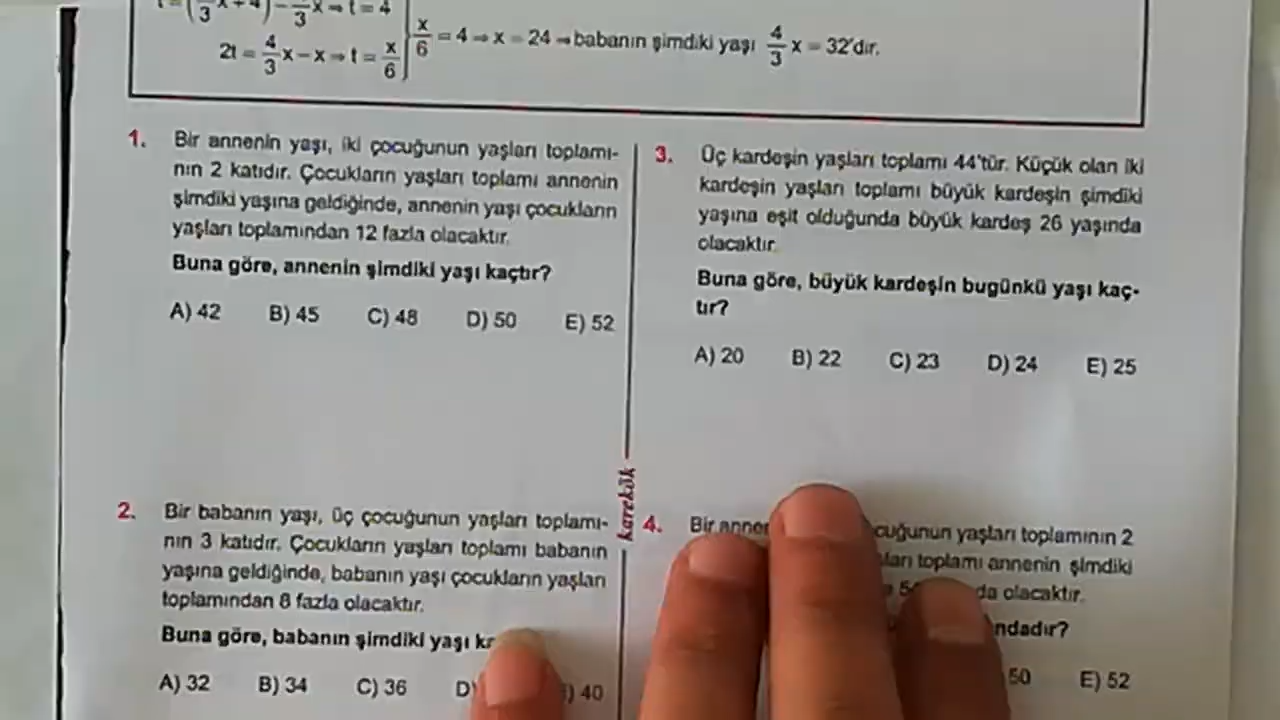 x/6 = 4 ⇒ x = 24 ⇒ babanın şimdiki yaşı 4/3 x = 32'dir.
2t = 4/3 x − x ⇒ t = x/6
1. Bir annenin yaşı, iki çocuğunun yaşları toplamı-
nın 2 katıdır. Çocukların yaşları toplamı annenin
şimdiki yaşına geldiğinde, annenin yaşı çocukların
yaşları toplamından 12 fazla olacaktır.
Buna göre, annenin şimdiki yaşı kaçtır?
A) 42 B) 45 C) 48 D) 50 E) 52
2. Bir babanın yaşı, üç çocuğunun yaşları toplamı-
nın 3 katıdır. Çocukların yaşları toplamı babanın
yaşına geldiğinde, babanın yaşı çocukların yaşları
toplamından 8 fazla olacaktır.
Buna göre, babanın şimdiki yaşı
A) 32 B) 34 C) 36 D) 40
karekök
3. Üç kardeşin yaşları toplamı 44'tür. Küçük olan iki
kardeşin yaşları toplamı büyük kardeşin şimdiki
yaşına eşit olduğunda büyük kardeş 26 yaşında
olacaktır.
Buna göre, büyük kardeşin bugünkü yaşı kaç-
tır?
A) 20 B) 22 C) 23 D) 24 E) 25
4. Bir cuğunun yaşları toplamının 2
toplamı annenin şimdiki
da olacaktır.
ndadır?
50 E) 52